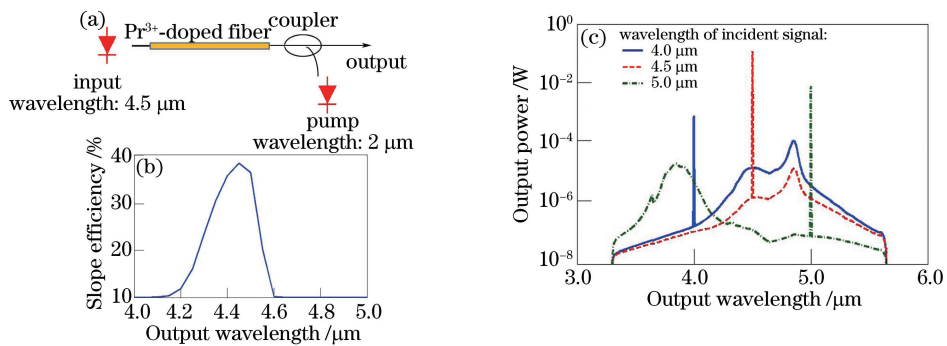 (a)
Pr³⁺-doped fiber
coupler
output
input
wavelength: 4.5 μm
pump
wavelength: 2 μm
(b)
Slope efficiency /%
40
30
20
10
4.0 4.2 4.4 4.6 4.8 5.0
Output wavelength /μm
(c)
wavelength of incident signal:
4.0 μm
4.5 μm
5.0 μm
Output power /W
10⁰
10⁻²
10⁻⁴
10⁻⁶
10⁻⁸
3.0 4.0 5.0 6.0
Output wavelength /μm